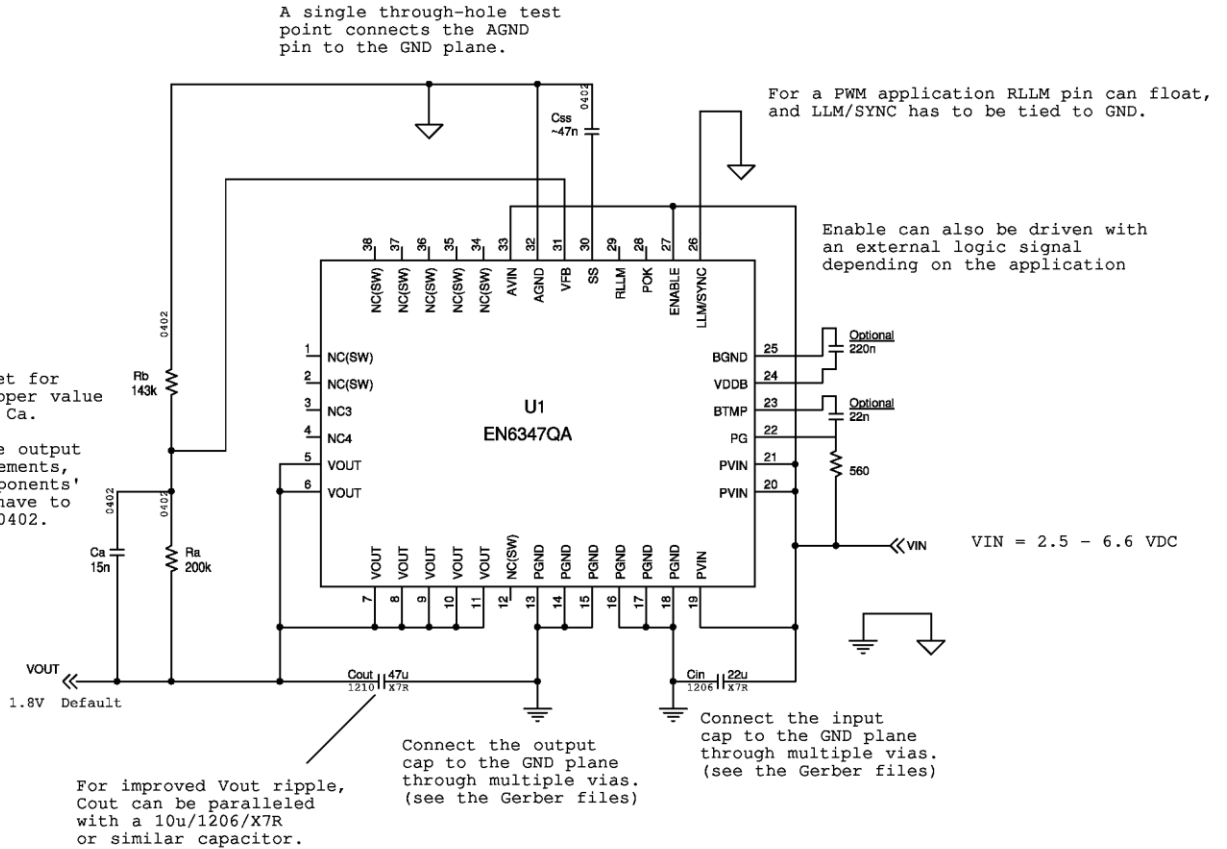 A single through-hole test
point connects the AGND
pin to the GND plane.
For a PWM application RLLM pin can float,
and LLM/SYNC has to be tied to GND.
0402
Css
~47n
Enable can also be driven with
an external logic signal
depending on the application
38
37
36
35
34
33
32
31
30
29
28
27
26
NC(SW)
NC(SW)
NC(SW)
NC(SW)
NC(SW)
AVIN
AGND
VFB
SS
RLLM
POK
ENABLE
LLM/SYNC
0402
Rb
143k
et for
oper value
Ca.
e output
ements,
ponents'
have to
0402.
0402
0402
Ca
15n
Ra
200k
1 NC(SW)
2 NC(SW)
3 NC3
4 NC4
5 VOUT
6 VOUT
U1
EN6347QA
BGND 25
VDDB 24
BTMP 23
PG 22
PVIN 21
PVIN 20
Optional
220n
Optional
22n
560
VIN
VIN = 2.5 - 6.6 VDC
VOUT
VOUT
VOUT
VOUT
VOUT
NC(SW)
PGND
PGND
PGND
PGND
PGND
PGND
PVIN
7
8
9
10
11
12
13
14
15
16
17
18
19
VOUT
1.8V Default
Cout 47u
1210 X7R
Cin 22u
1206 X7R
Connect the output
cap to the GND plane
through multiple vias.
(see the Gerber files)
Connect the input
cap to the GND plane
through multiple vias.
(see the Gerber files)
For improved Vout ripple,
Cout can be paralleled
with a 10u/1206/X7R
or similar capacitor.